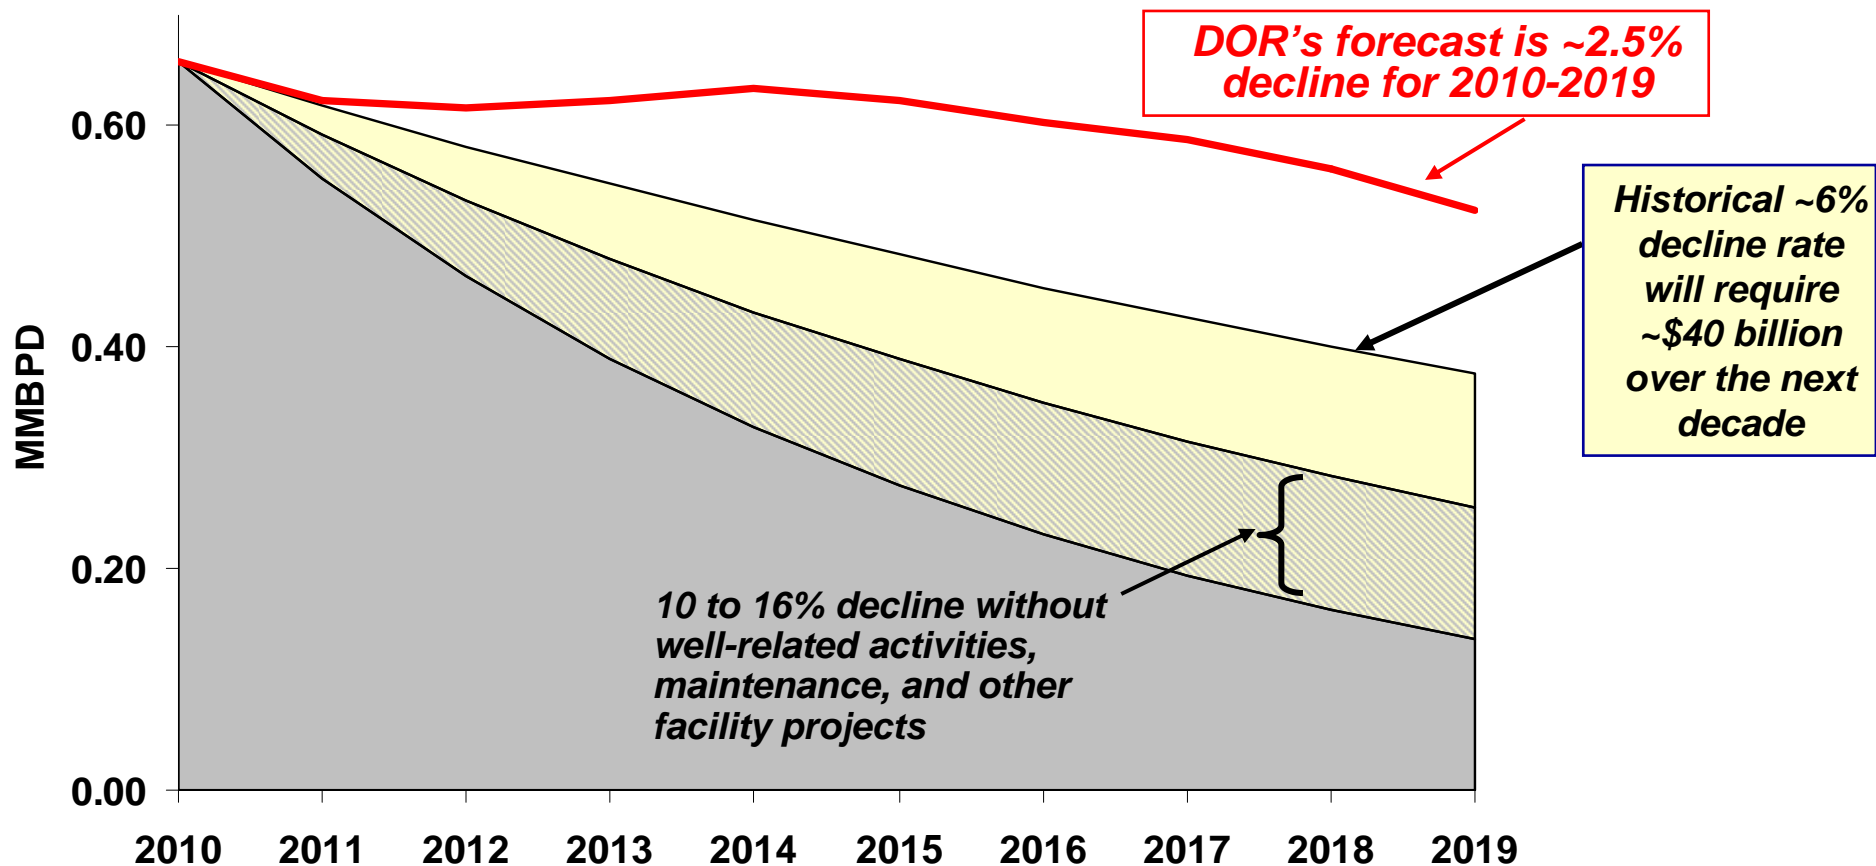 DOR’s forecast is ~2.5%
decline for 2010-2019
Historical ~6%
decline rate
will require
~$40 billion
over the next
decade
MMBPD
0.60
0.40
0.20
0.00
10 to 16% decline without
well-related activities,
maintenance, and other
facility projects
2010 2011 2012 2013 2014 2015 2016 2017 2018 2019